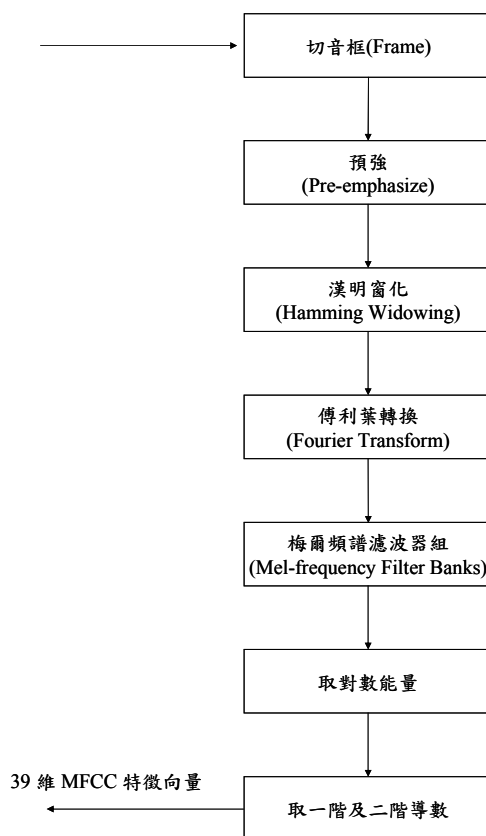 切音框(Frame)
預強
(Pre-emphasize)
漢明窗化
(Hamming Widowing)
傅利葉轉換
(Fourier Transform)
梅爾頻譜濾波器組
(Mel-frequency Filter Banks)
取對數能量
39 維 MFCC 特徵向量
取一階及二階導數